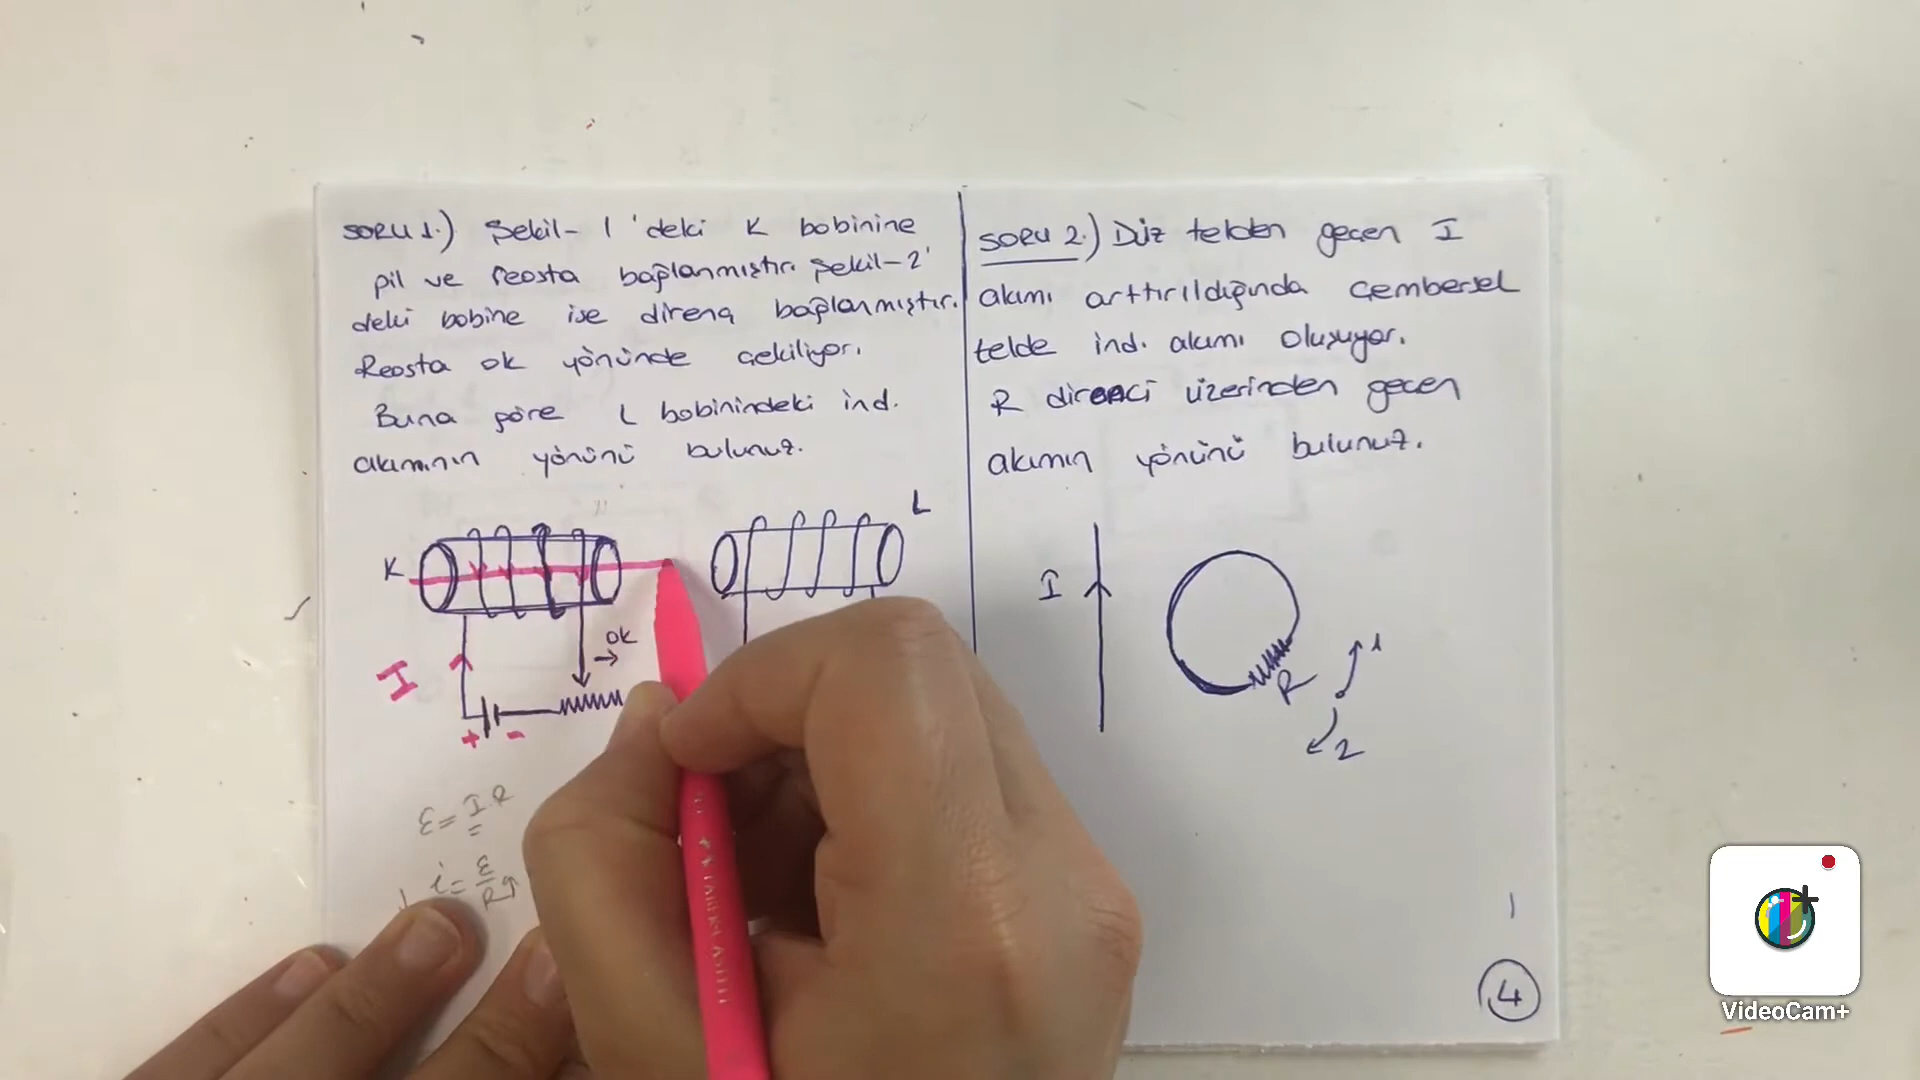 SORU 1.) Şekil-1 'deki K bobinine
pil ve reosta bağlanmıştır. Şekil-2'
deki bobine ise direnç bağlanmıştır.
Reosta ok yönünde çekiliyor.
Buna göre L bobinindeki ind.
akımının yönünü bulunuz.
K
L
ok
I
+ -
ε = I.R
i = ε/R
SORU 2.) Düz telden geçen I
akımı arttırıldığında çembersel
telde ind. akımı oluşuyor.
R direnci üzerinden geçen
akımın yönünü bulunuz.
I
R
1
2
4
VideoCam+